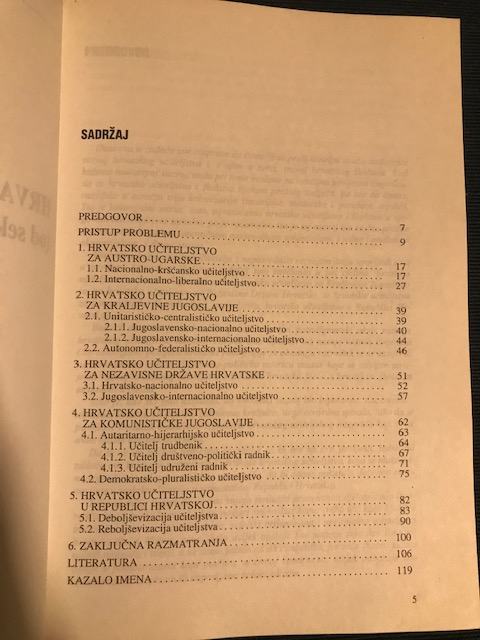 SADRŽAJ
PREDGOVOR 7
PRISTUP PROBLEMU 9
1. HRVATSKO UČITELJSTVO
ZA AUSTRO-UGARSKE 17
1.1. Nacionalno-kršćansko učiteljstvo 17
1.2. Internacionalno-liberalno učiteljstvo 27
2. HRVATSKO UČITELJSTVO
ZA KRALJEVINE JUGOSLAVIJE 39
2.1. Unitarističko-centralističko učiteljstvo 39
2.1.1. Jugoslavensko-nacionalno učiteljstvo 40
2.1.2. Jugoslavensko-internacionalno učiteljstvo 44
2.2. Autonomno-federalističko učiteljstvo 46
3. HRVATSKO UČITELJSTVO
ZA NEZAVISNE DRŽAVE HRVATSKE 51
3.1. Hrvatsko-nacionalno učiteljstvo 52
3.2. Jugoslavensko-internacionalno učiteljstvo 57
4. HRVATSKO UČITELJSTVO
ZA KOMUNISTIČKE JUGOSLAVIJE 62
4.1. Autaritarno-hijerarhijsko učiteljstvo 63
4.1.1. Učitelj trudbenik 64
4.1.2. Učitelj društveno-politički radnik 67
4.1.3. Učitelj udruženi radnik 71
4.2. Demokratsko-pluralističko učiteljstvo 75
5. HRVATSKO UČITELJSTVO
U REPUBLICI HRVATSKOJ 82
5.1. Deboljševizacija učiteljstva 83
5.2. Reboljševizacija učiteljstva 90
6. ZAKLJUČNA RAZMATRANJA 100
LITERATURA 106
KAZALO IMENA 119
5